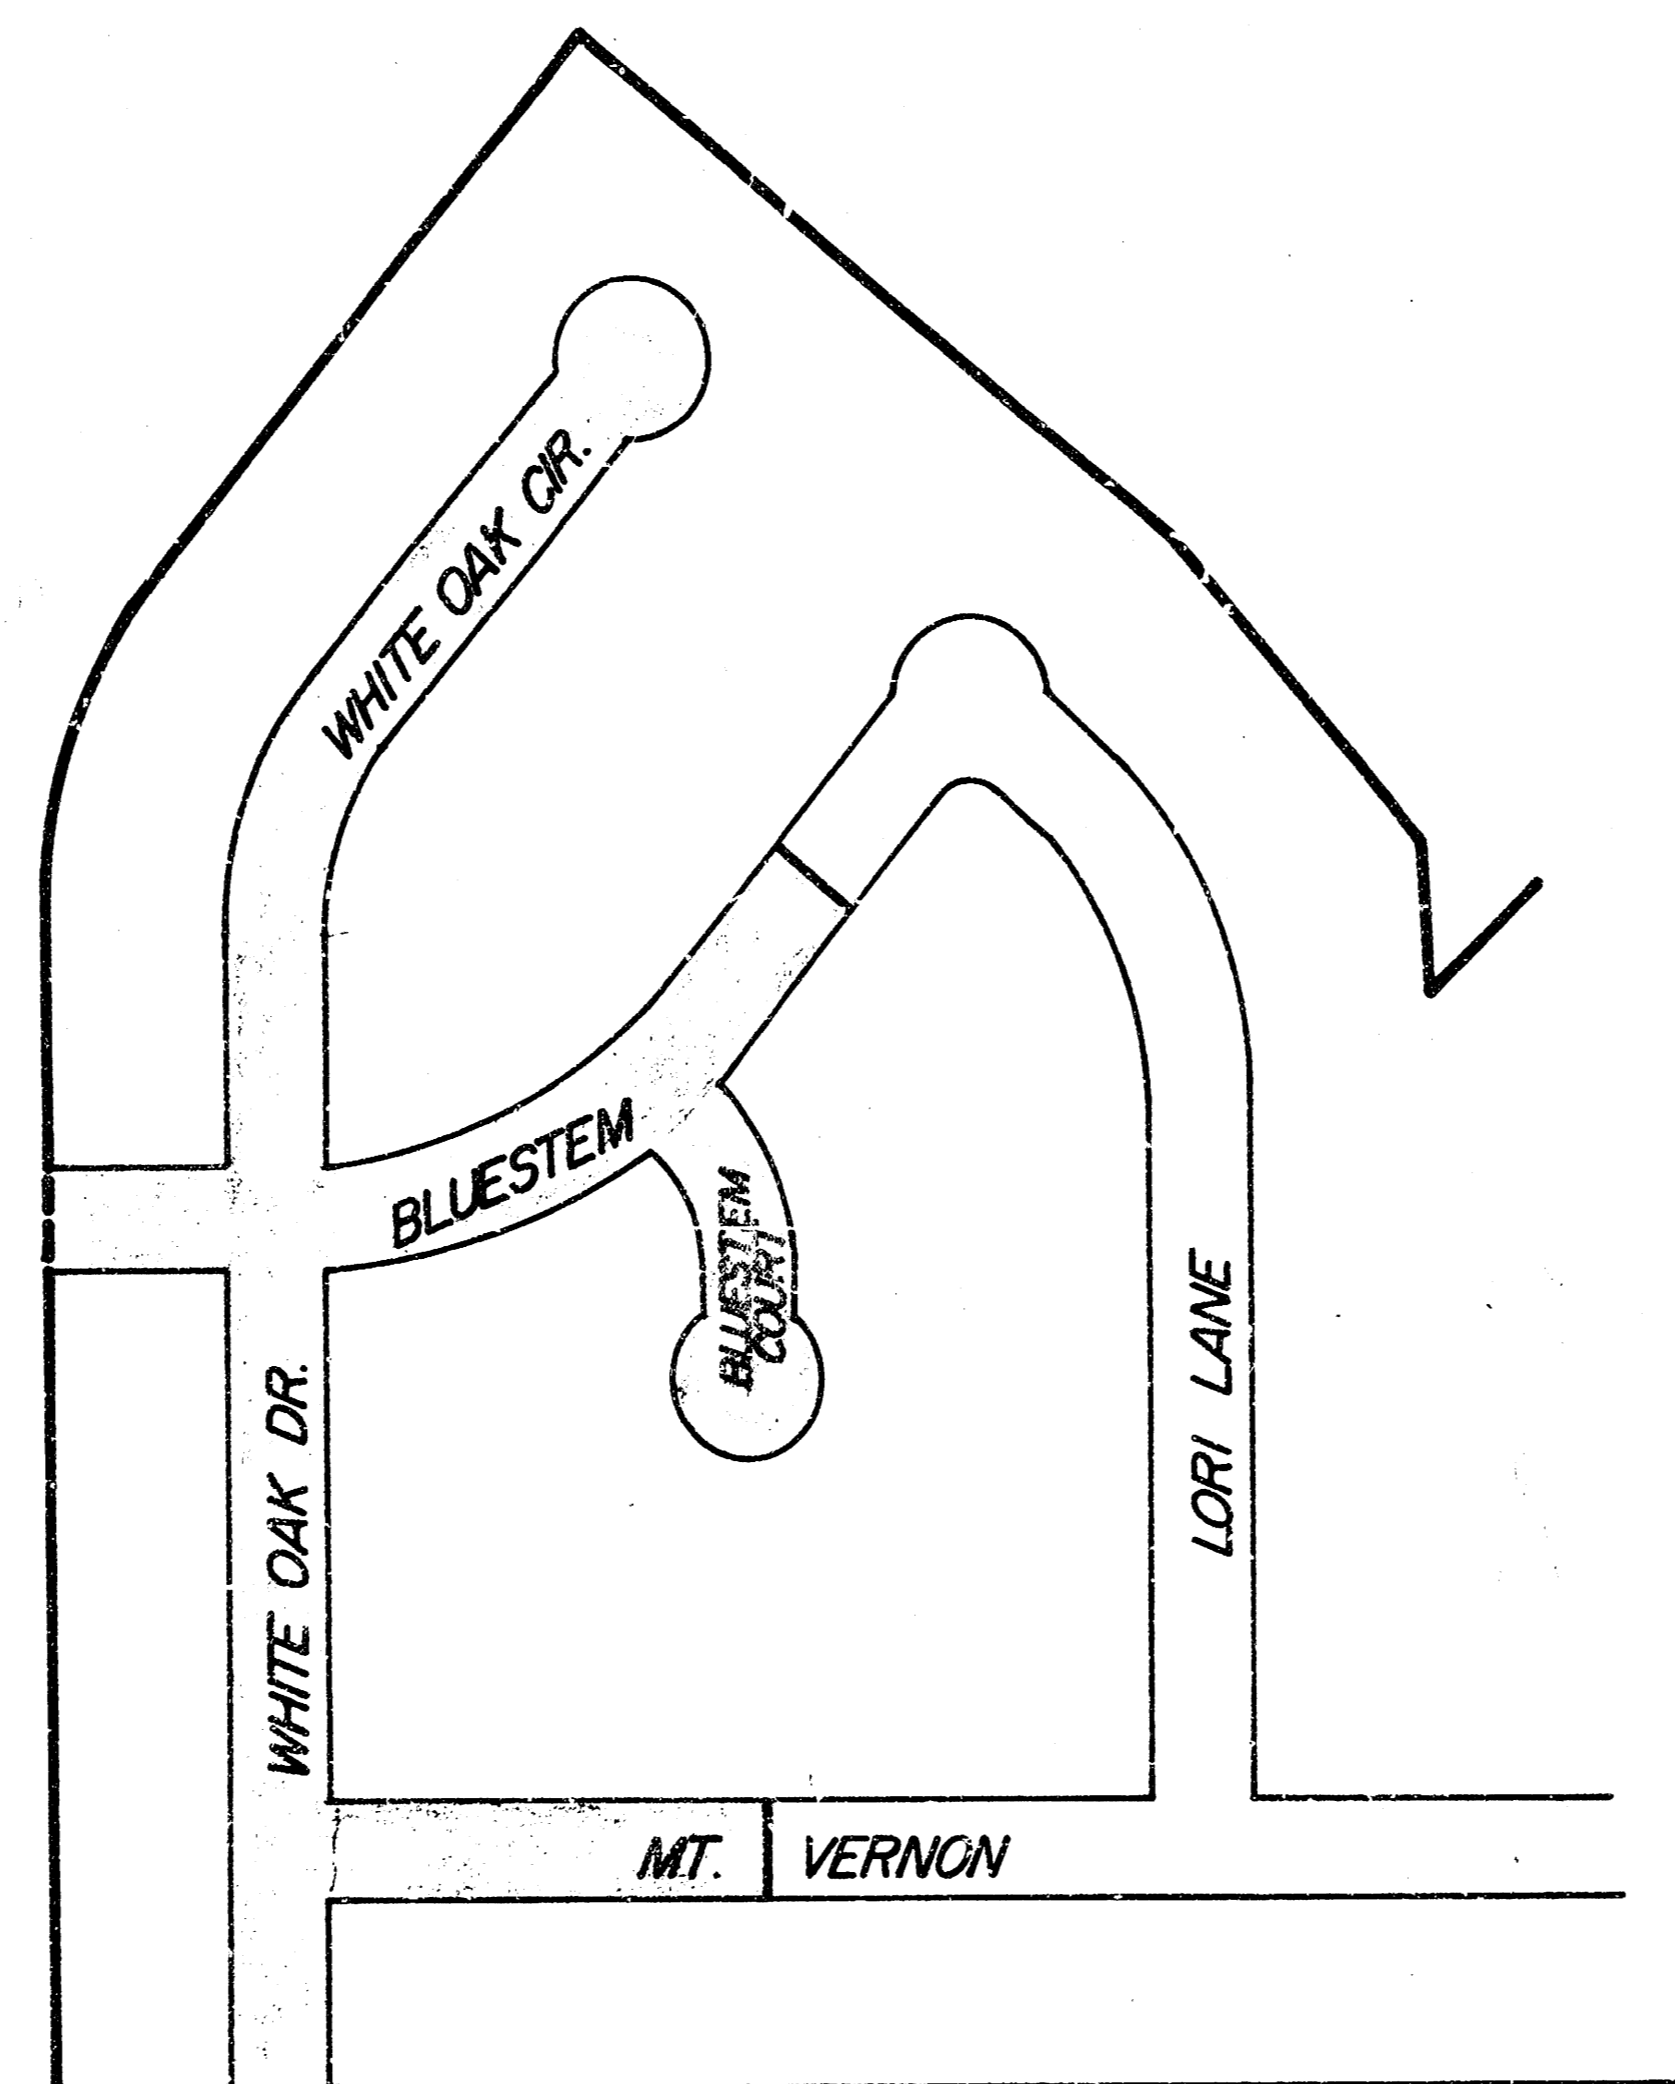 WHITE OAK CIR.
BLUESTEM
BLUESTEM
COURT
LORI LANE
WHITE OAK DR.
MT. VERNON